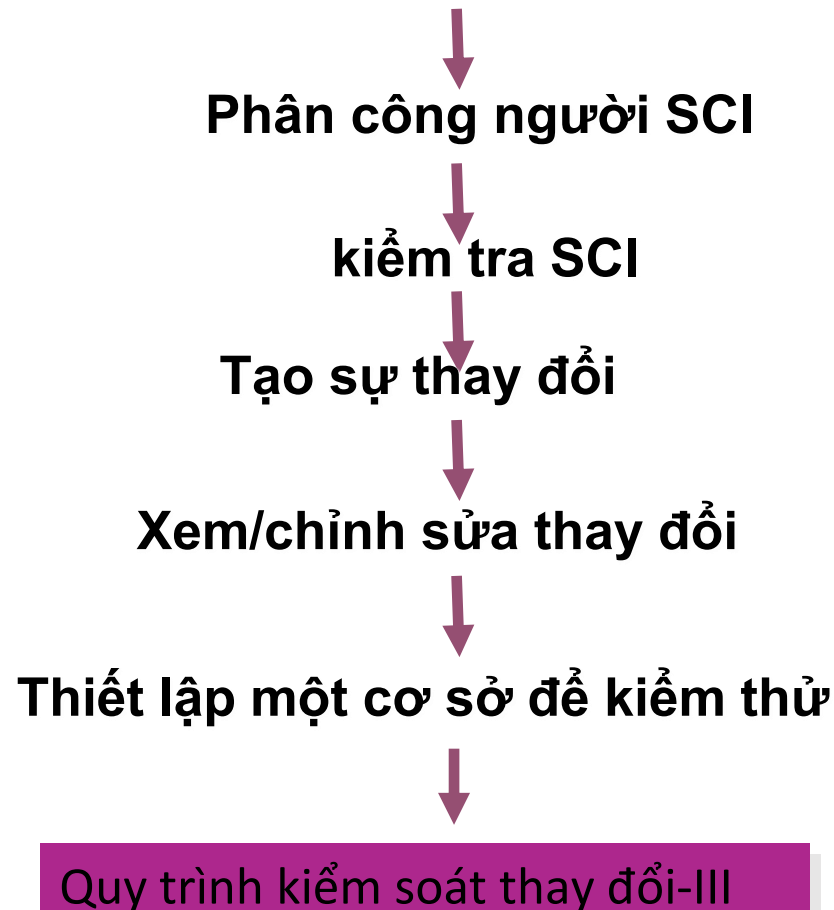 Phân công người SCI
kiểm tra SCI
Tạo sự thay đổi
Xem/chỉnh sửa thay đổi
Thiết lập một cơ sở để kiểm thử
Quy trình kiểm soát thay đổi-III